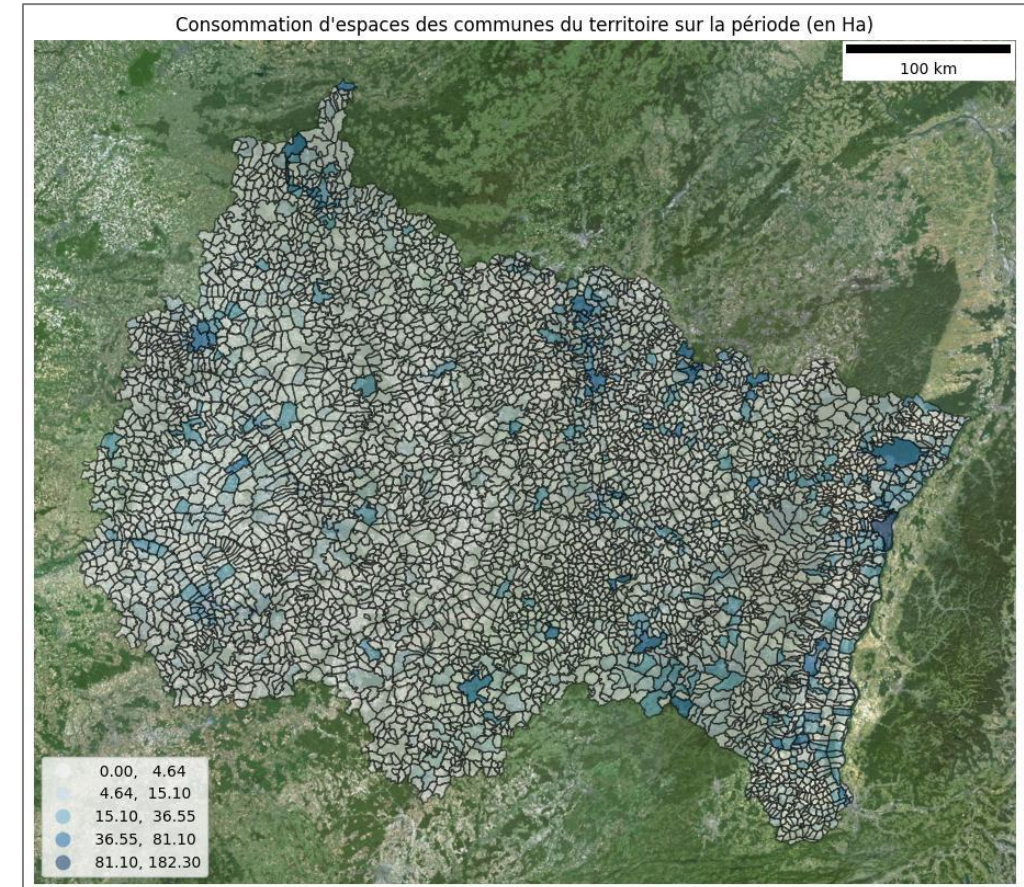 Consommation d'espaces des communes du territoire sur la période (en Ha)
100 km
0.00, 4.64
4.64, 15.10
15.10, 36.55
36.55, 81.10
81.10, 182.30